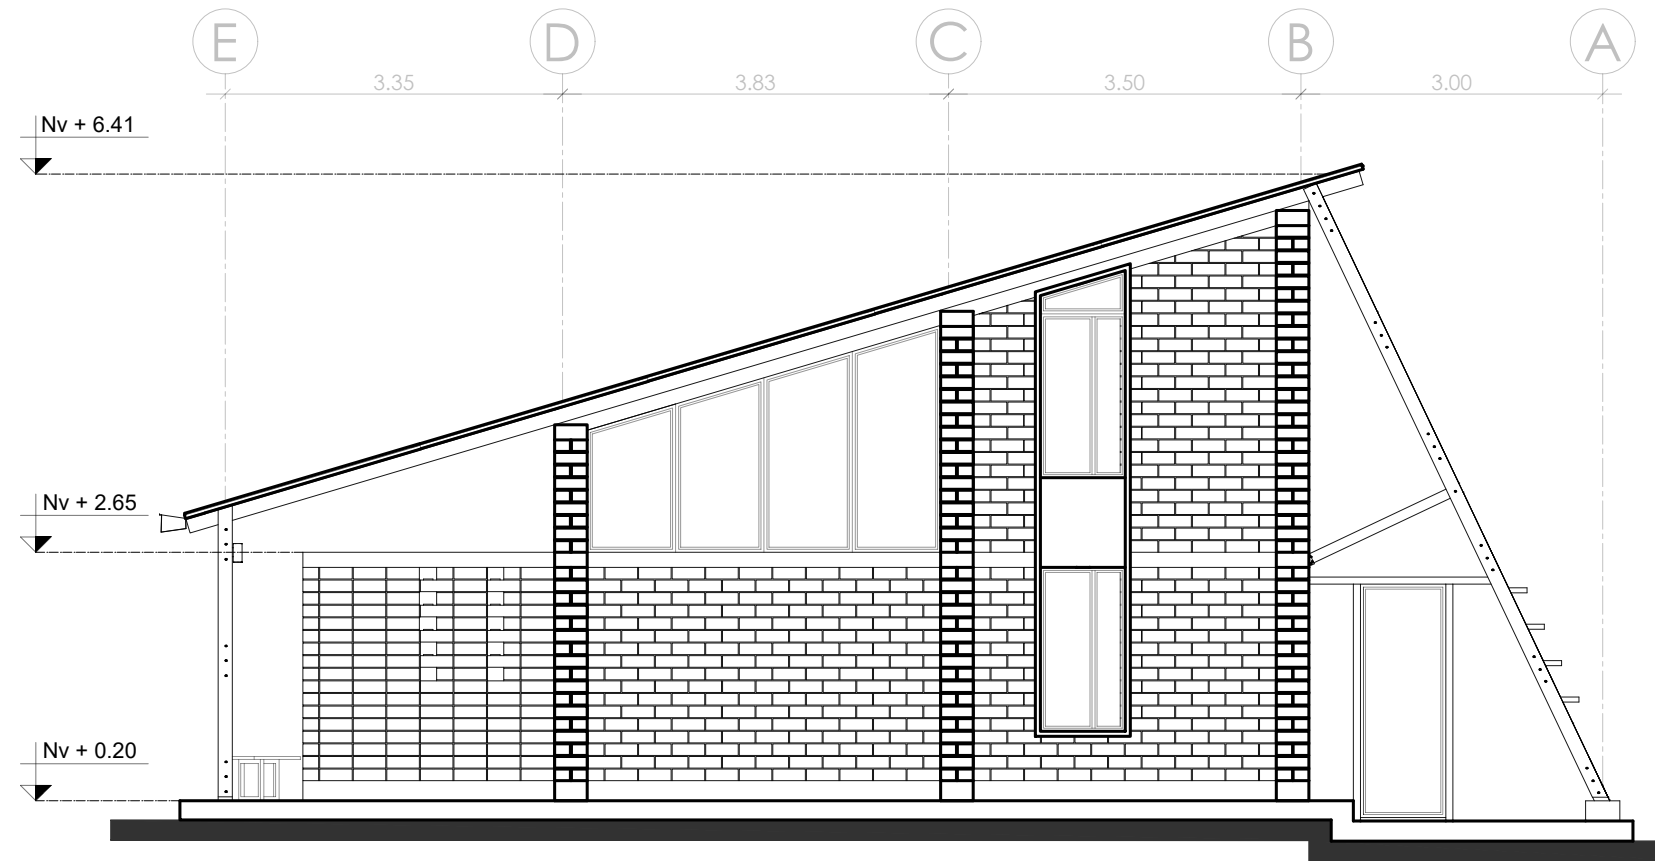 E D C B A
3.35 3.83 3.50 3.00
Nv + 6.41
Nv + 2.65
Nv + 0.20